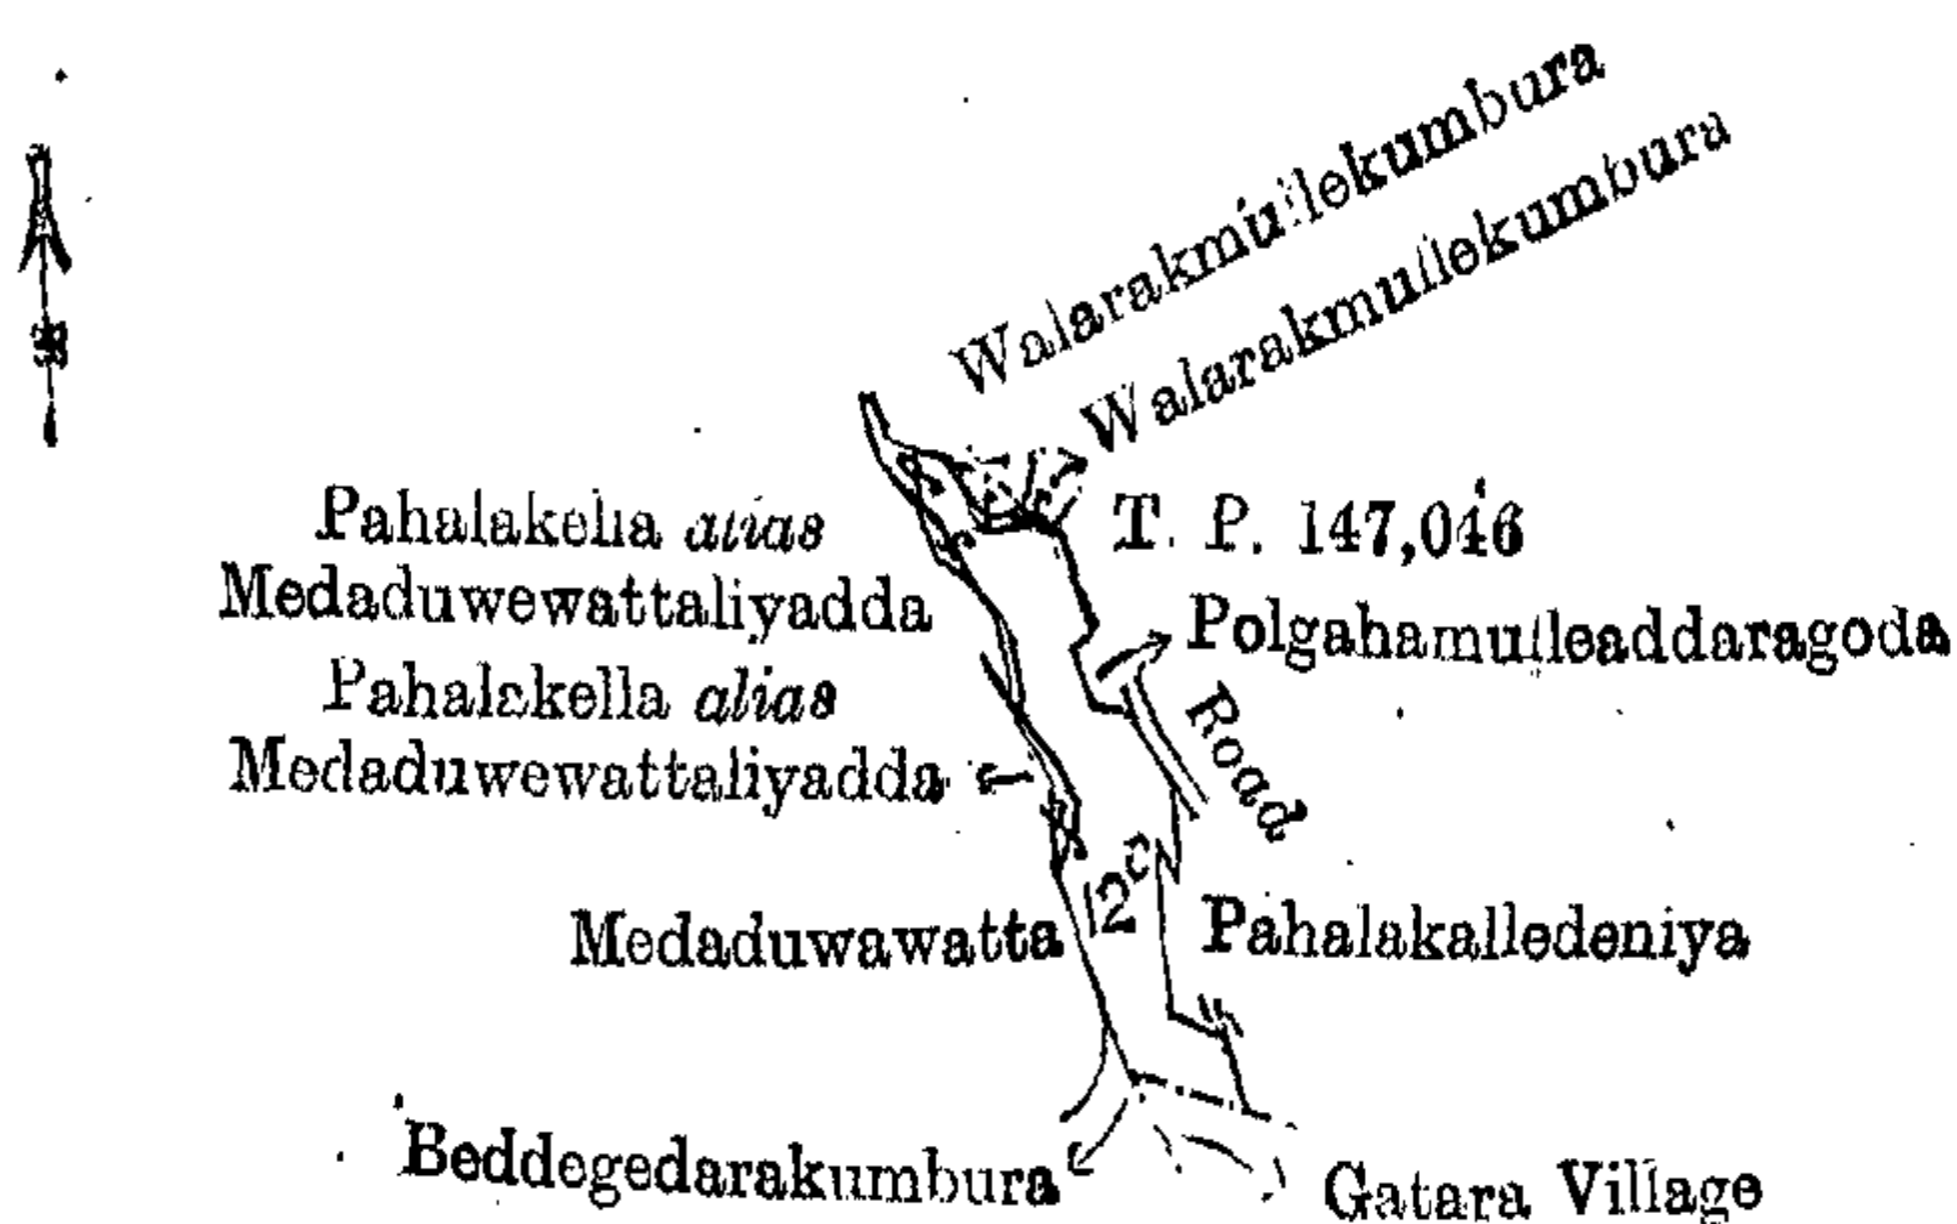 Walarakmullekumbura
Walarakmullekumbura
Pahalakella alias
Medaduwewattaliyadda
T. P. 147,046
Polgahamulleaddaragoda
Pahalakella alias
Medaduwewattaliyadda
Road
12c
Medaduwawatta
Pahalakalledeniya
Beddegedarakumbura
Gatara Village